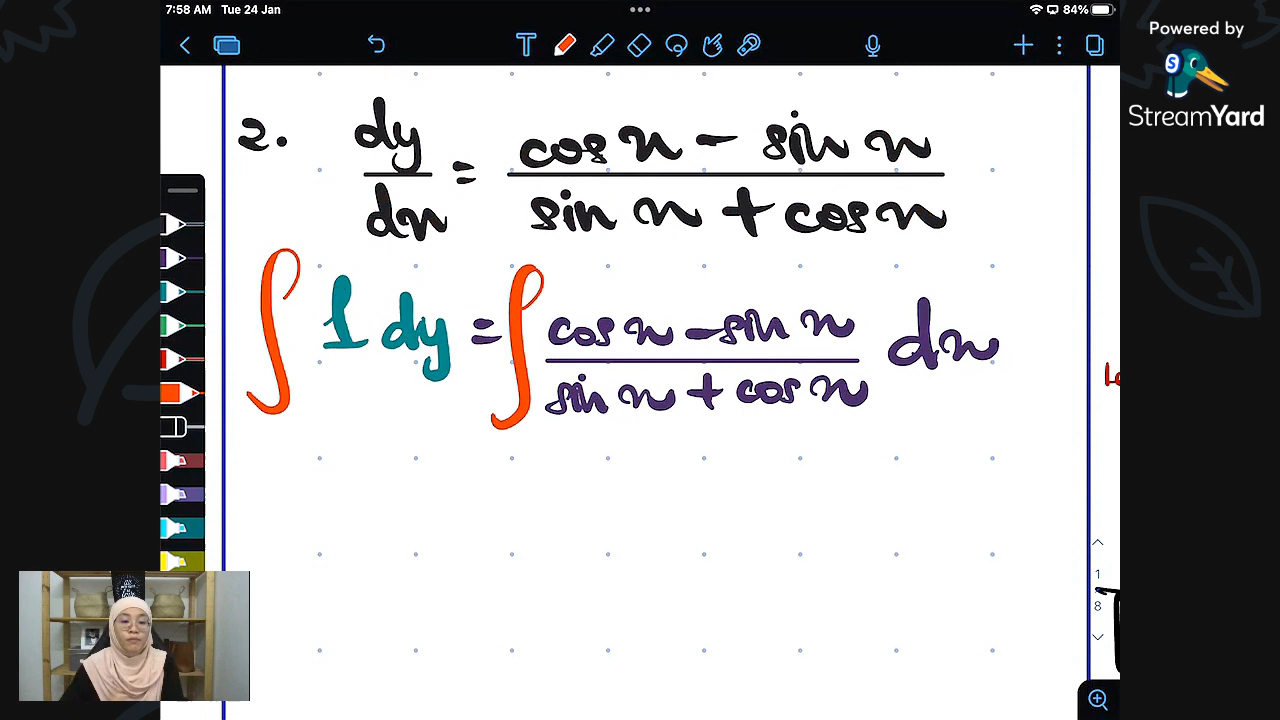 7:58 AM Tue 24 Jan
84%
Powered by
StreamYard
2. dy/dx = cos x - sin x / sin x + cos x
∫ 1 dy = ∫ cos x - sin x / sin x + cos x dx
1
8